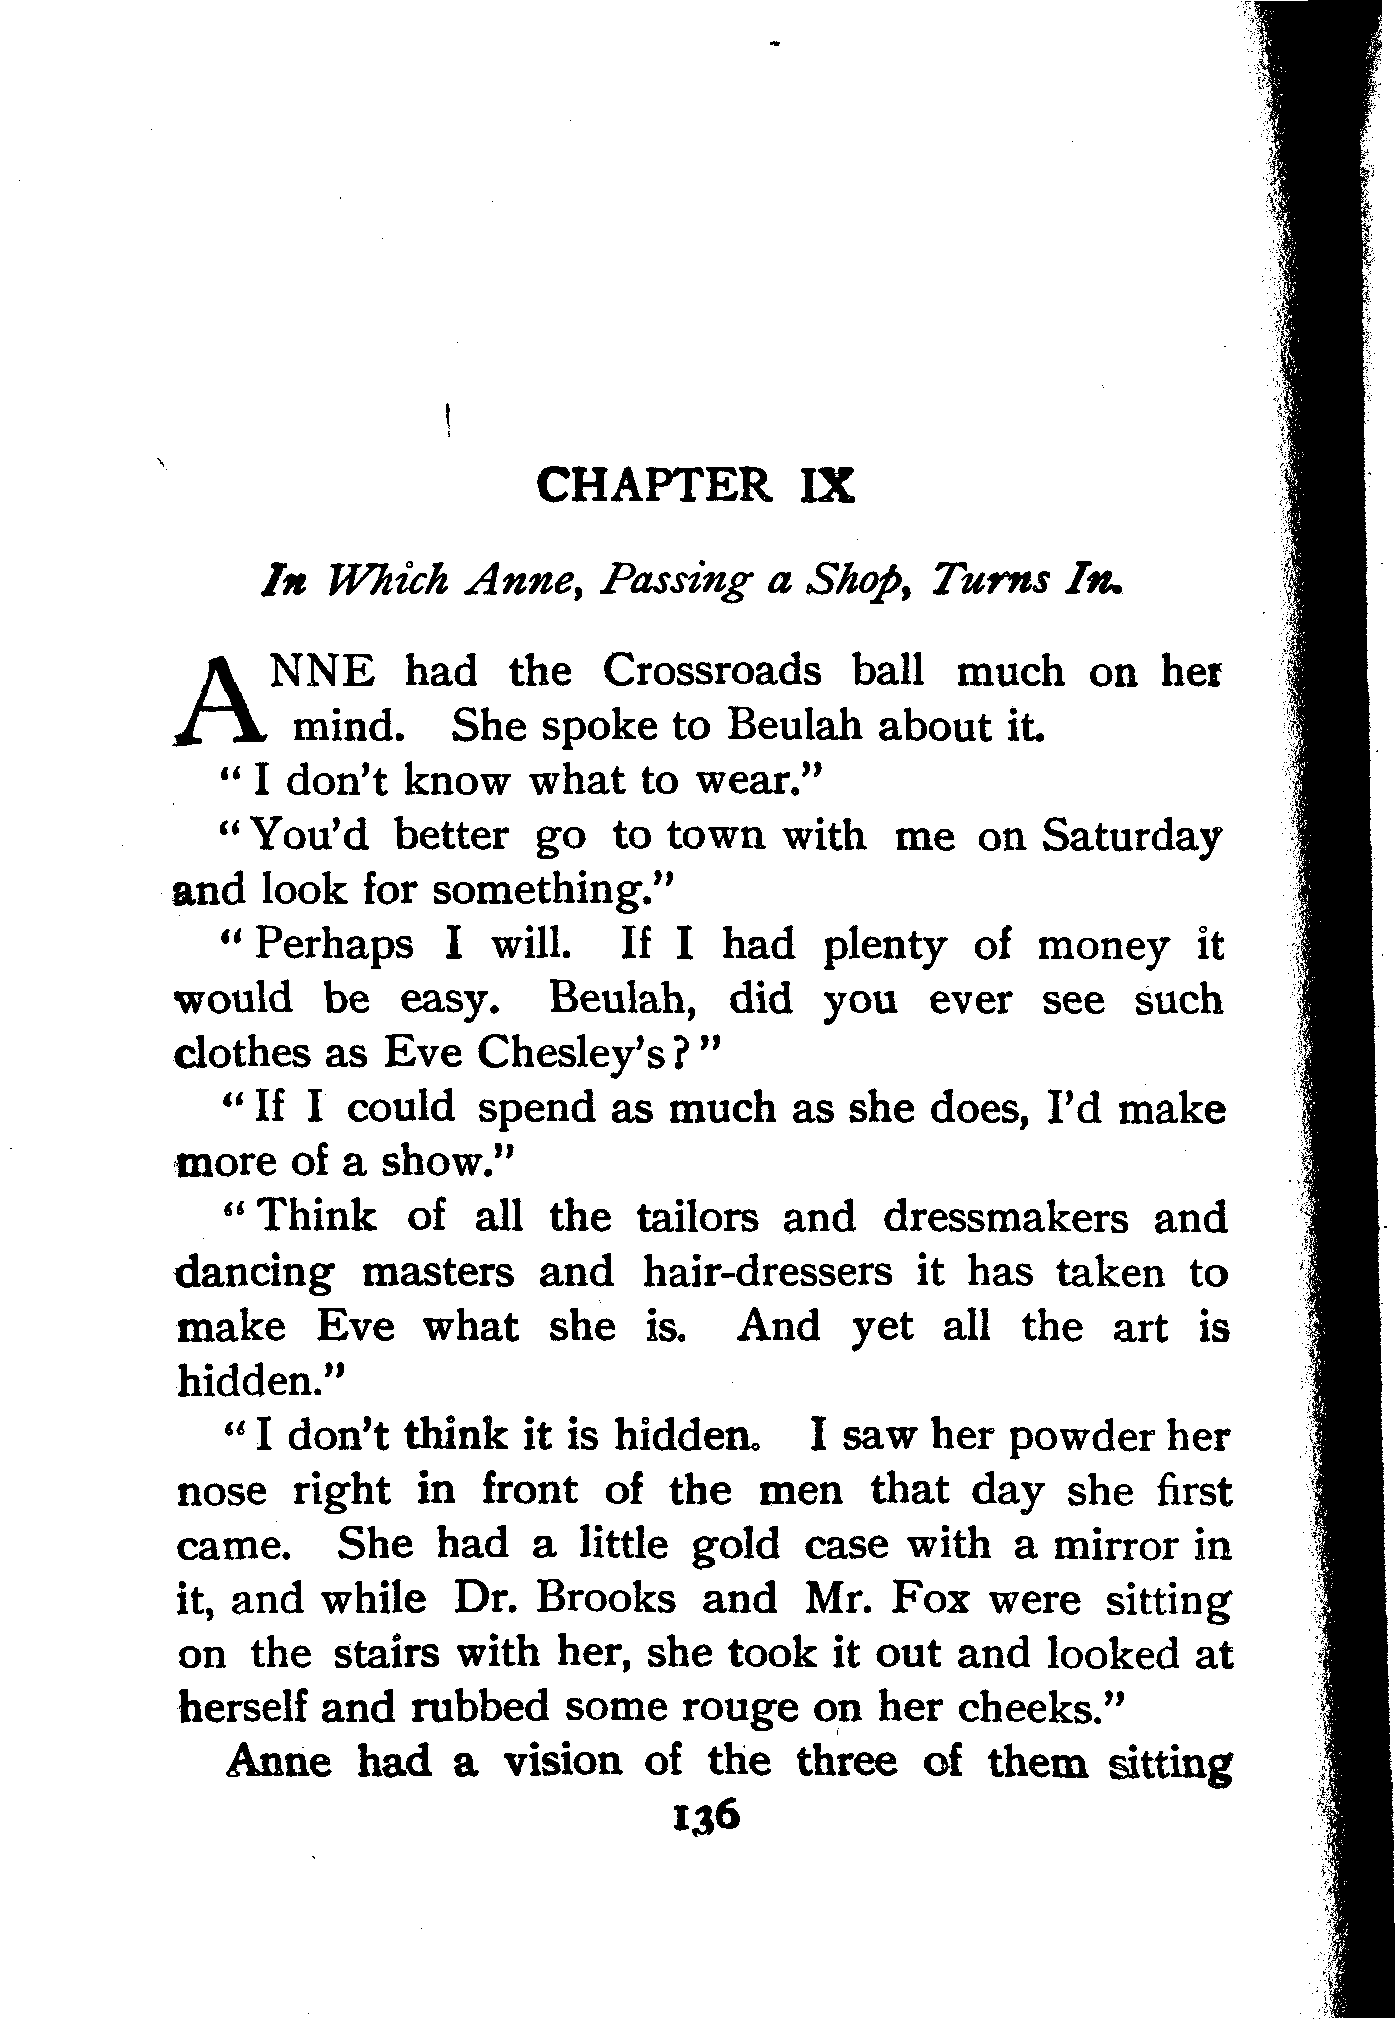 CHAPTER IX
In Which Anne, Passing a Shop, Turns In.
ANNE had the Crossroads ball much on her
mind. She spoke to Beulah about it.
" I don't know what to wear."
" You'd better go to town with me on Saturday
and look for something."
" Perhaps I will. If I had plenty of money it
would be easy. Beulah, did you ever see such
clothes as Eve Chesley's ? "
" If I could spend as much as she does, I'd make
more of a show."
" Think of all the tailors and dressmakers and
dancing masters and hair-dressers it has taken to
make Eve what she is. And yet all the art is
hidden."
" I don't think it is hidden. I saw her powder her
nose right in front of the men that day she first
came. She had a little gold case with a mirror in
it, and while Dr. Brooks and Mr. Fox were sitting
on the stairs with her, she took it out and looked at
herself and rubbed some rouge on her cheeks."
Anne had a vision of the three of them sitting
136